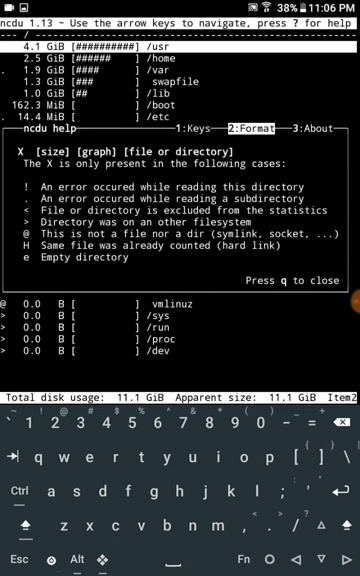 38% 11:06 PM
ncdu 1.13 ~ Use the arrow keys to navigate, press ? for help
--- / ---
4.1 GiB [##########] /usr
2.5 GiB [###### ] /home
. 1.9 GiB [#### ] /var
1.3 GiB [### ] swapfile
1.0 GiB [## ] /lib
162.3 MiB [ ] /boot
. 14.4 MiB [ ] /etc
ncdu help 1:Keys 2:Format 3:About
X [size] [graph] [file or directory]
The X is only present in the following cases:
! An error occured while reading this directory
. An error occured while reading a subdirectory
< File or directory is excluded from the statistics
> Directory was on an other filesystem
@ This is not a file nor a dir (symlink, socket, ...)
H Same file was already counted (hard link)
e Empty directory
Press q to close
@ 0.0 B [ ] vmlinuz
> 0.0 B [ ] /sys
> 0.0 B [ ] /run
> 0.0 B [ ] /proc
> 0.0 B [ ] /dev
Total disk usage: 11.1 GiB Apparent size: 11.1 GiB Item2
~ ! @ # $ % ^ & * ( ) _ +
` 1 2 3 4 5 6 7 8 9 0 - =
{ } |
q w e r t y u i o p [ ] \
: "
Ctrl a s d f g h j k l ; '
< > ?
z x c v b n m , . /
Esc Alt Fn